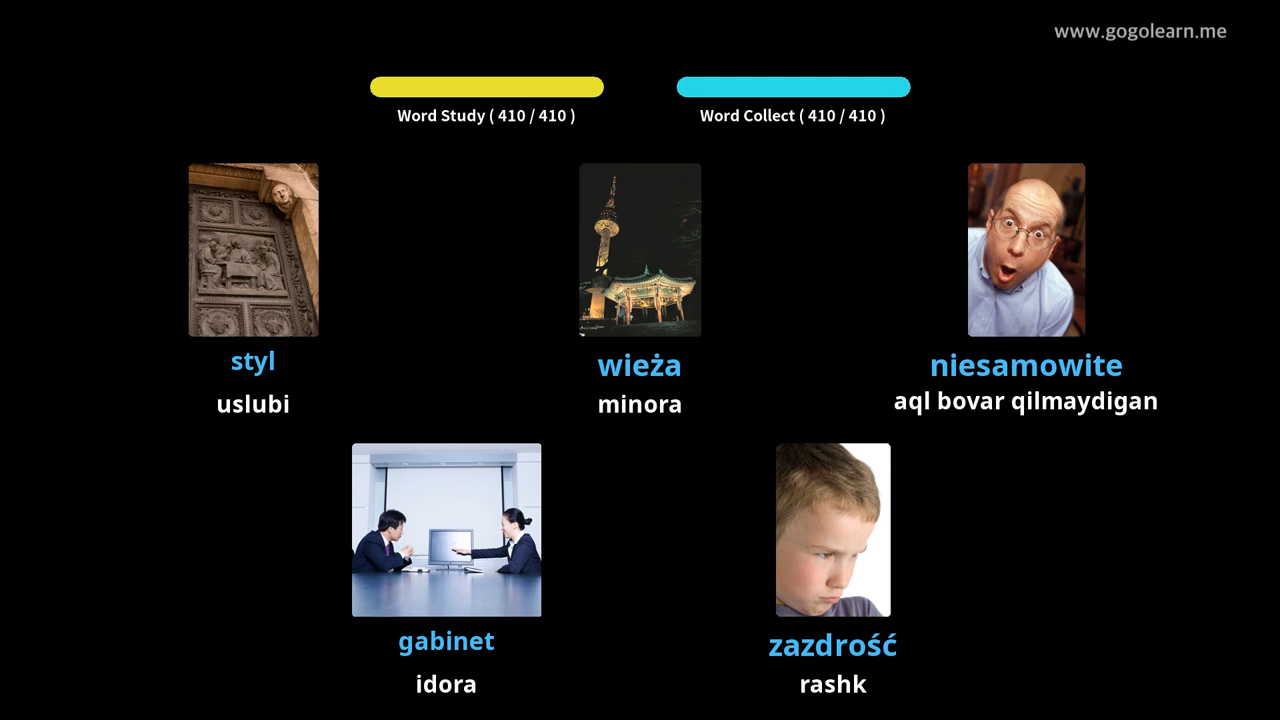 www.gogolearn.me
Word Study ( 410 / 410 )
Word Collect ( 410 / 410 )
styl
uslubi
wieża
minora
niesamowite
aql bovar qilmaydigan
gabinet
idora
zazdrość
rashk